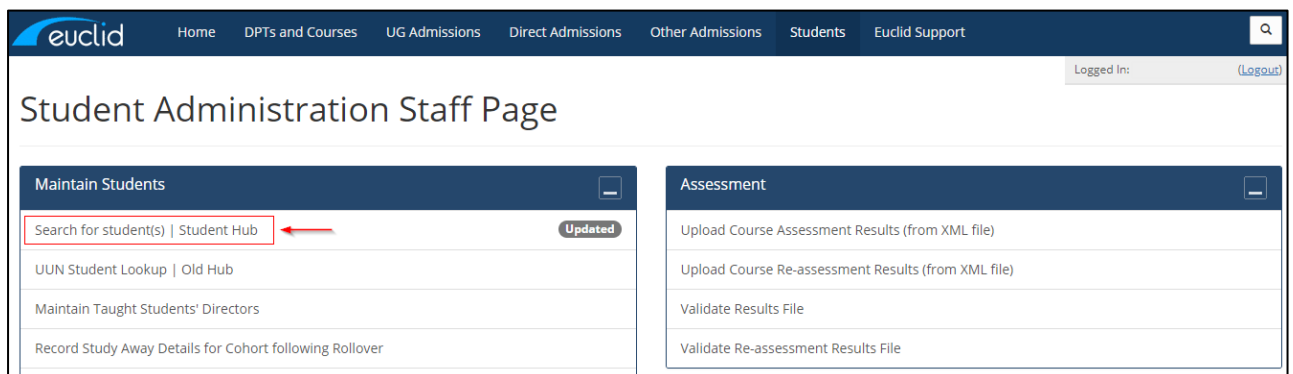 euclid Home DPTs and Courses UG Admissions Direct Admissions Other Admissions Students Euclid Support
Logged In: (Logout)
Student Administration Staff Page
Maintain Students
Search for student(s) | Student Hub Updated
UUN Student Lookup | Old Hub
Maintain Taught Students' Directors
Record Study Away Details for Cohort following Rollover
Assessment
Upload Course Assessment Results (from XML file)
Upload Course Re-assessment Results (from XML file)
Validate Results File
Validate Re-assessment Results File